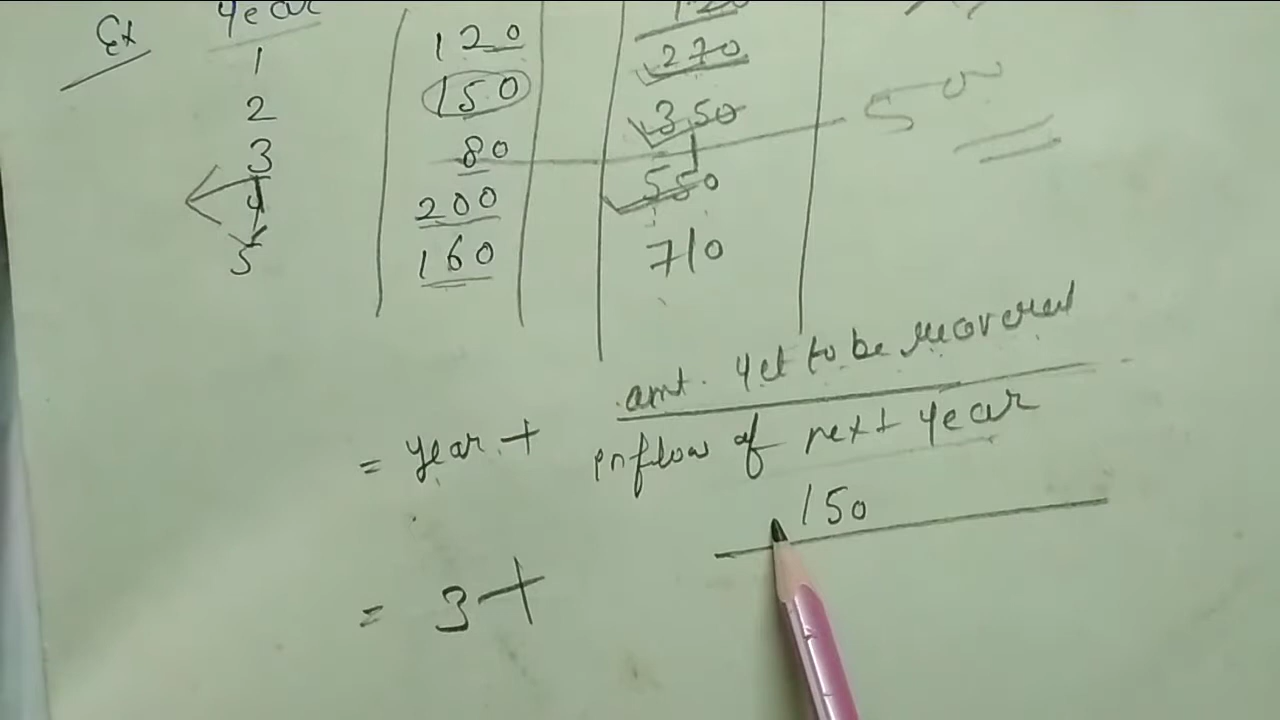 Ex Year
1 120 120
2 150 270
3 80 350 500
4 200 550
5 160 710
amt. yet to be recovered
= year + inflow of next year
150
= 3 +